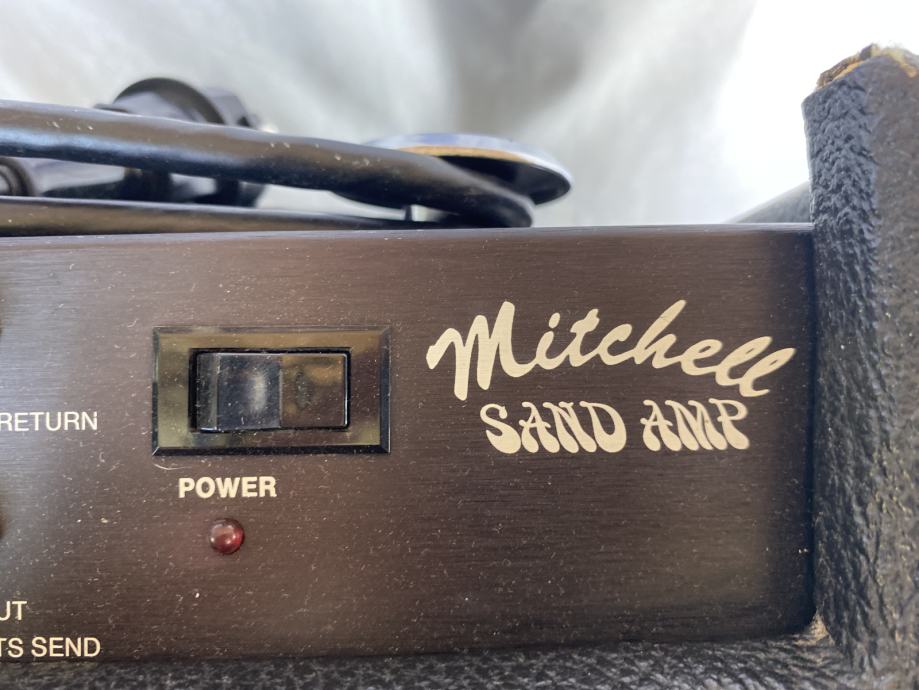 Mitchell
SAND AMP
RETURN
POWER
UT
TS SEND